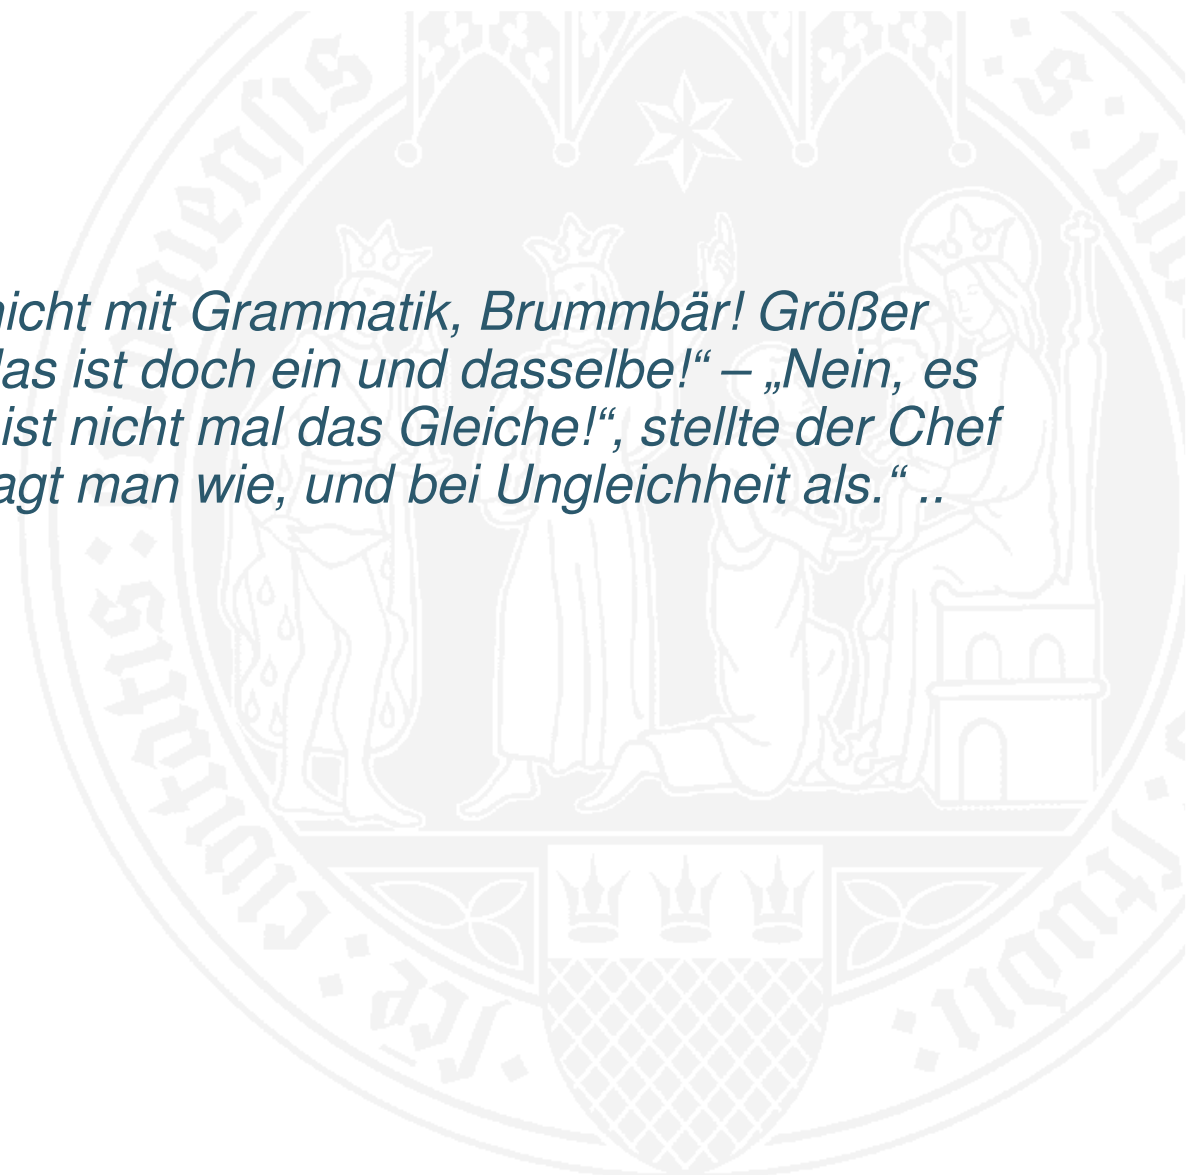 nicht mit Grammatik, Brummbär! Größer
das ist doch ein und dasselbe!“ – „Nein, es
ist nicht mal das Gleiche!“, stellte der Chef
agt man wie, und bei Ungleichheit als.“ ..